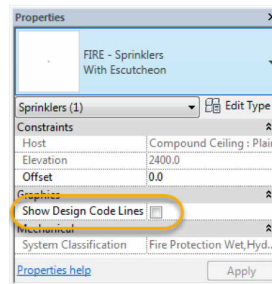 Properties
FIRE - Sprinklers
With Escutcheon
Sprinklers (1) Edit Type
Constraints
Host Compound Ceiling : Plain
Elevation 2400.0
Offset 0.0
Graphics
Show Design Code Lines
Mechanical
System Classification Fire Protection Wet,Hyd...
Properties help Apply